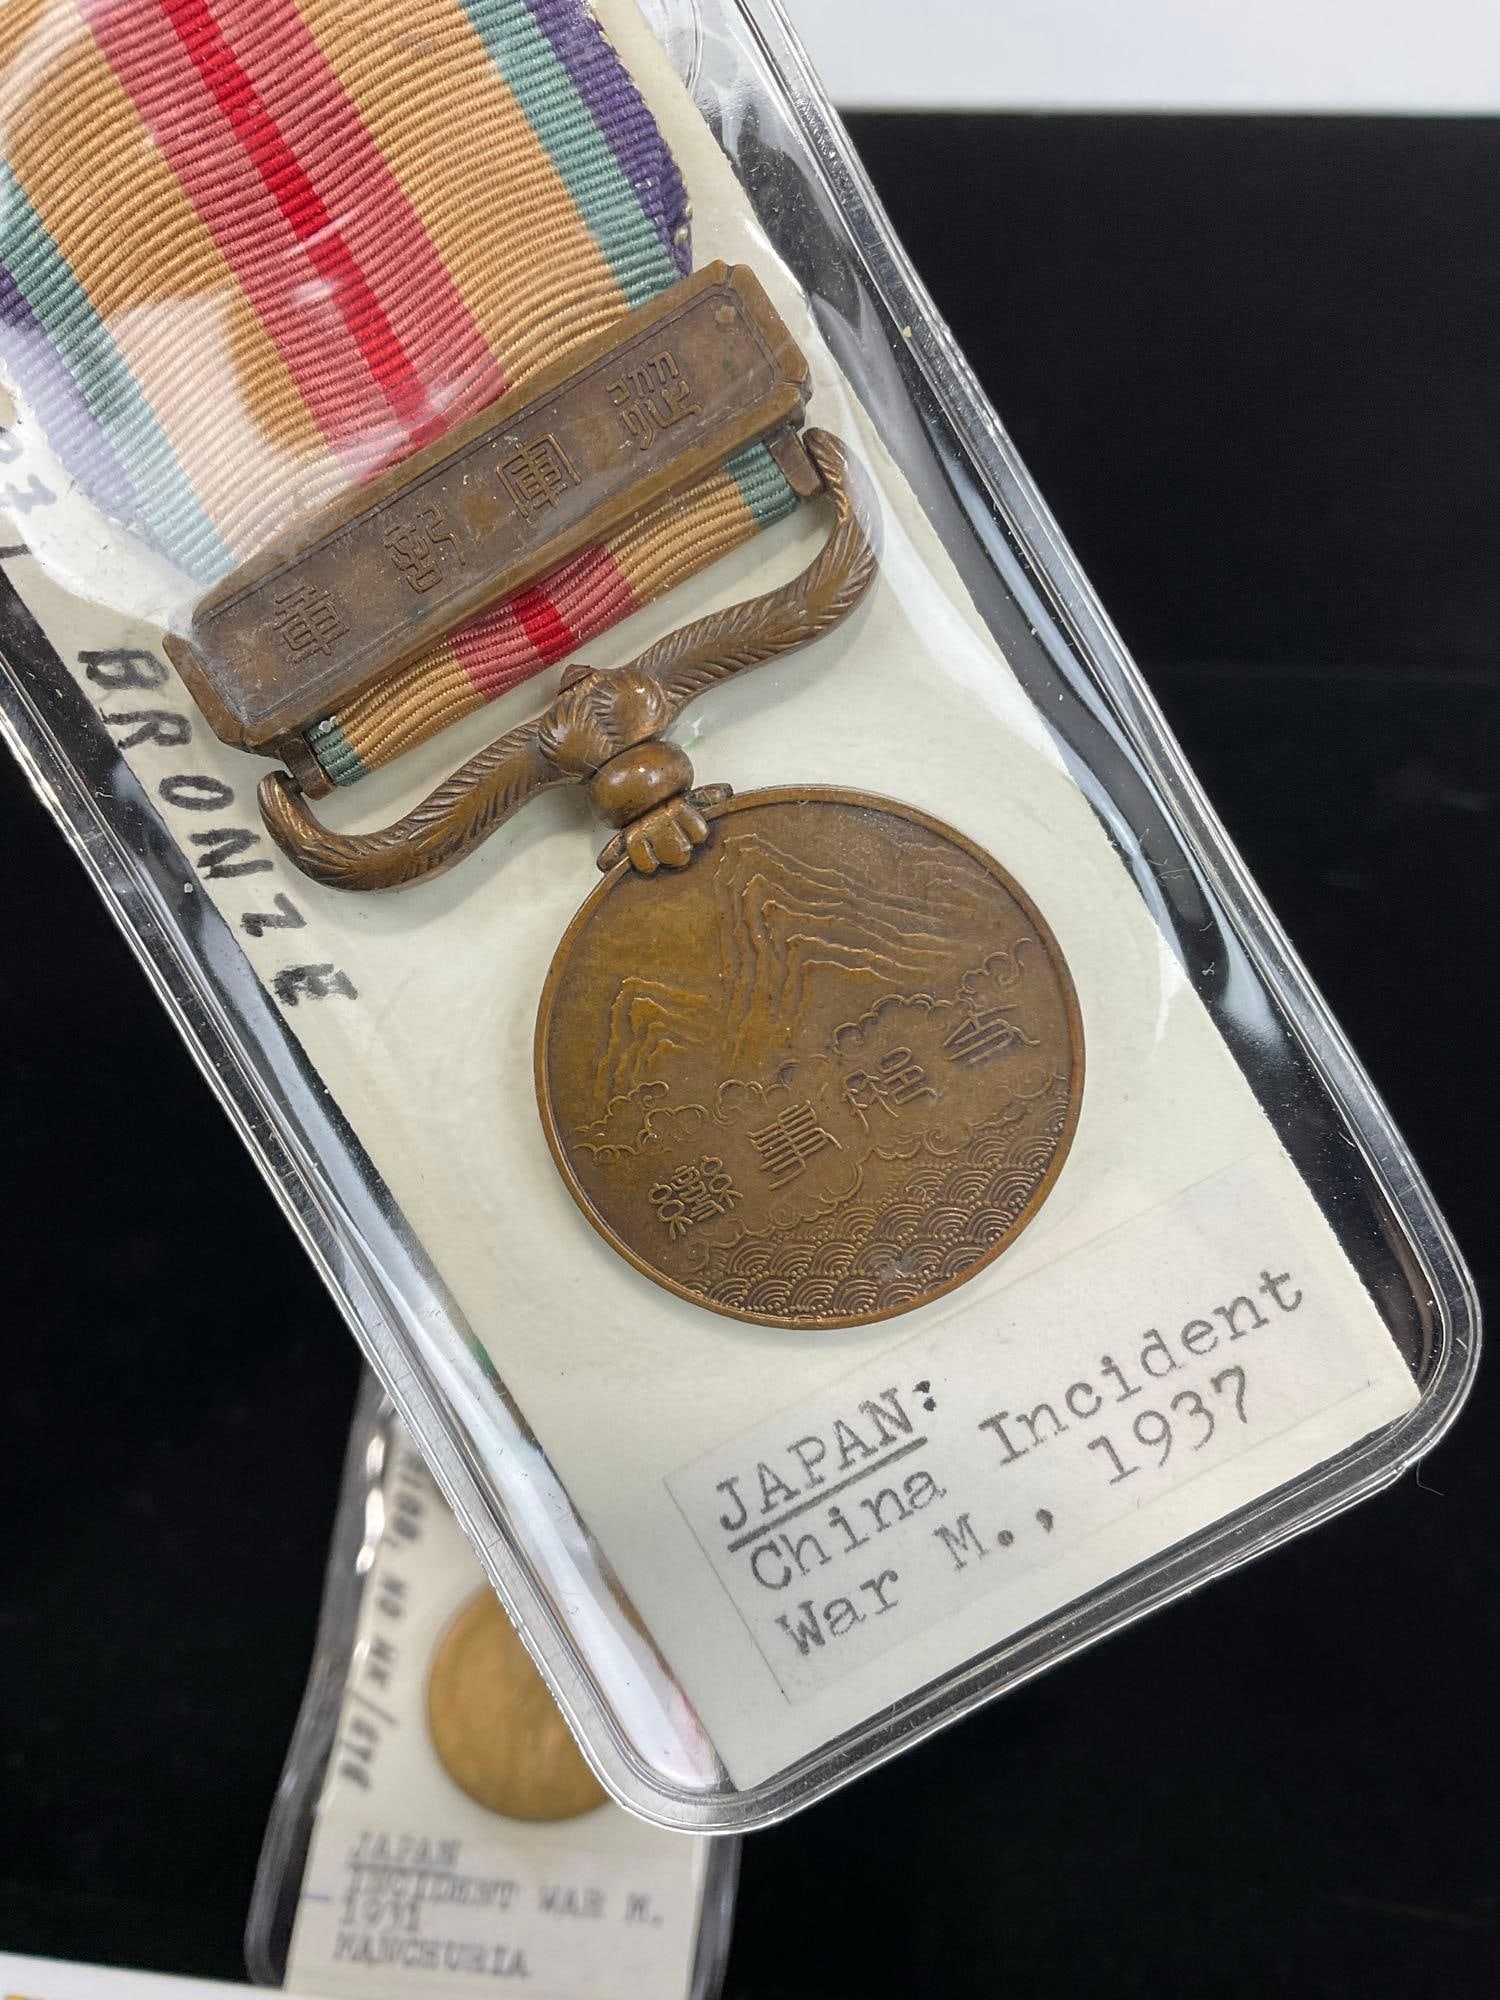 從軍記章
BRONZE
支那事變
JAPAN:
China Incident
War M., 1937
JAPAN
INCIDENT WAR M.
1931
MANCHURIA